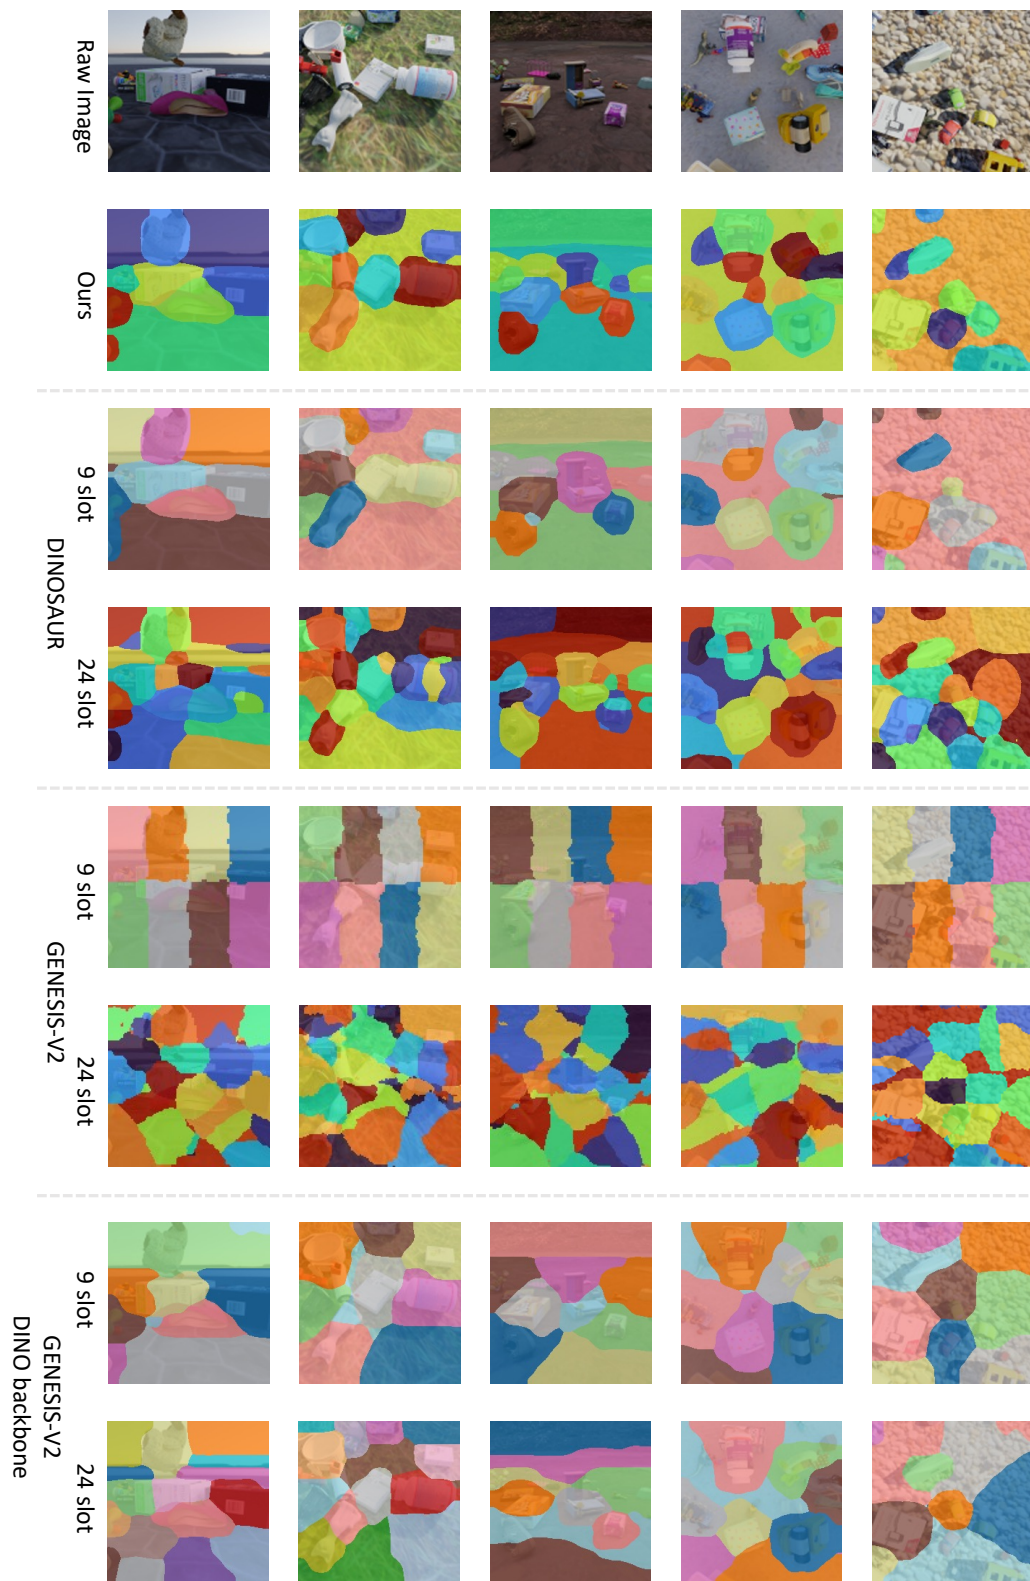 Raw Image
Ours
9 slot
24 slot
DINOSAUR
9 slot
24 slot
GENESIS-V2
9 slot
24 slot
GENESIS-V2
DINO backbone